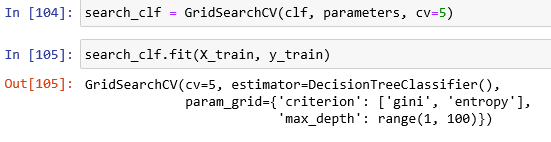 In [104]: search_clf = GridSearchCV(clf, parameters, cv=5)
In [105]: search_clf.fit(X_train, y_train)
Out[105]: GridSearchCV(cv=5, estimator=DecisionTreeClassifier(),
             param_grid={'criterion': ['gini', 'entropy'],
                         'max_depth': range(1, 100)})